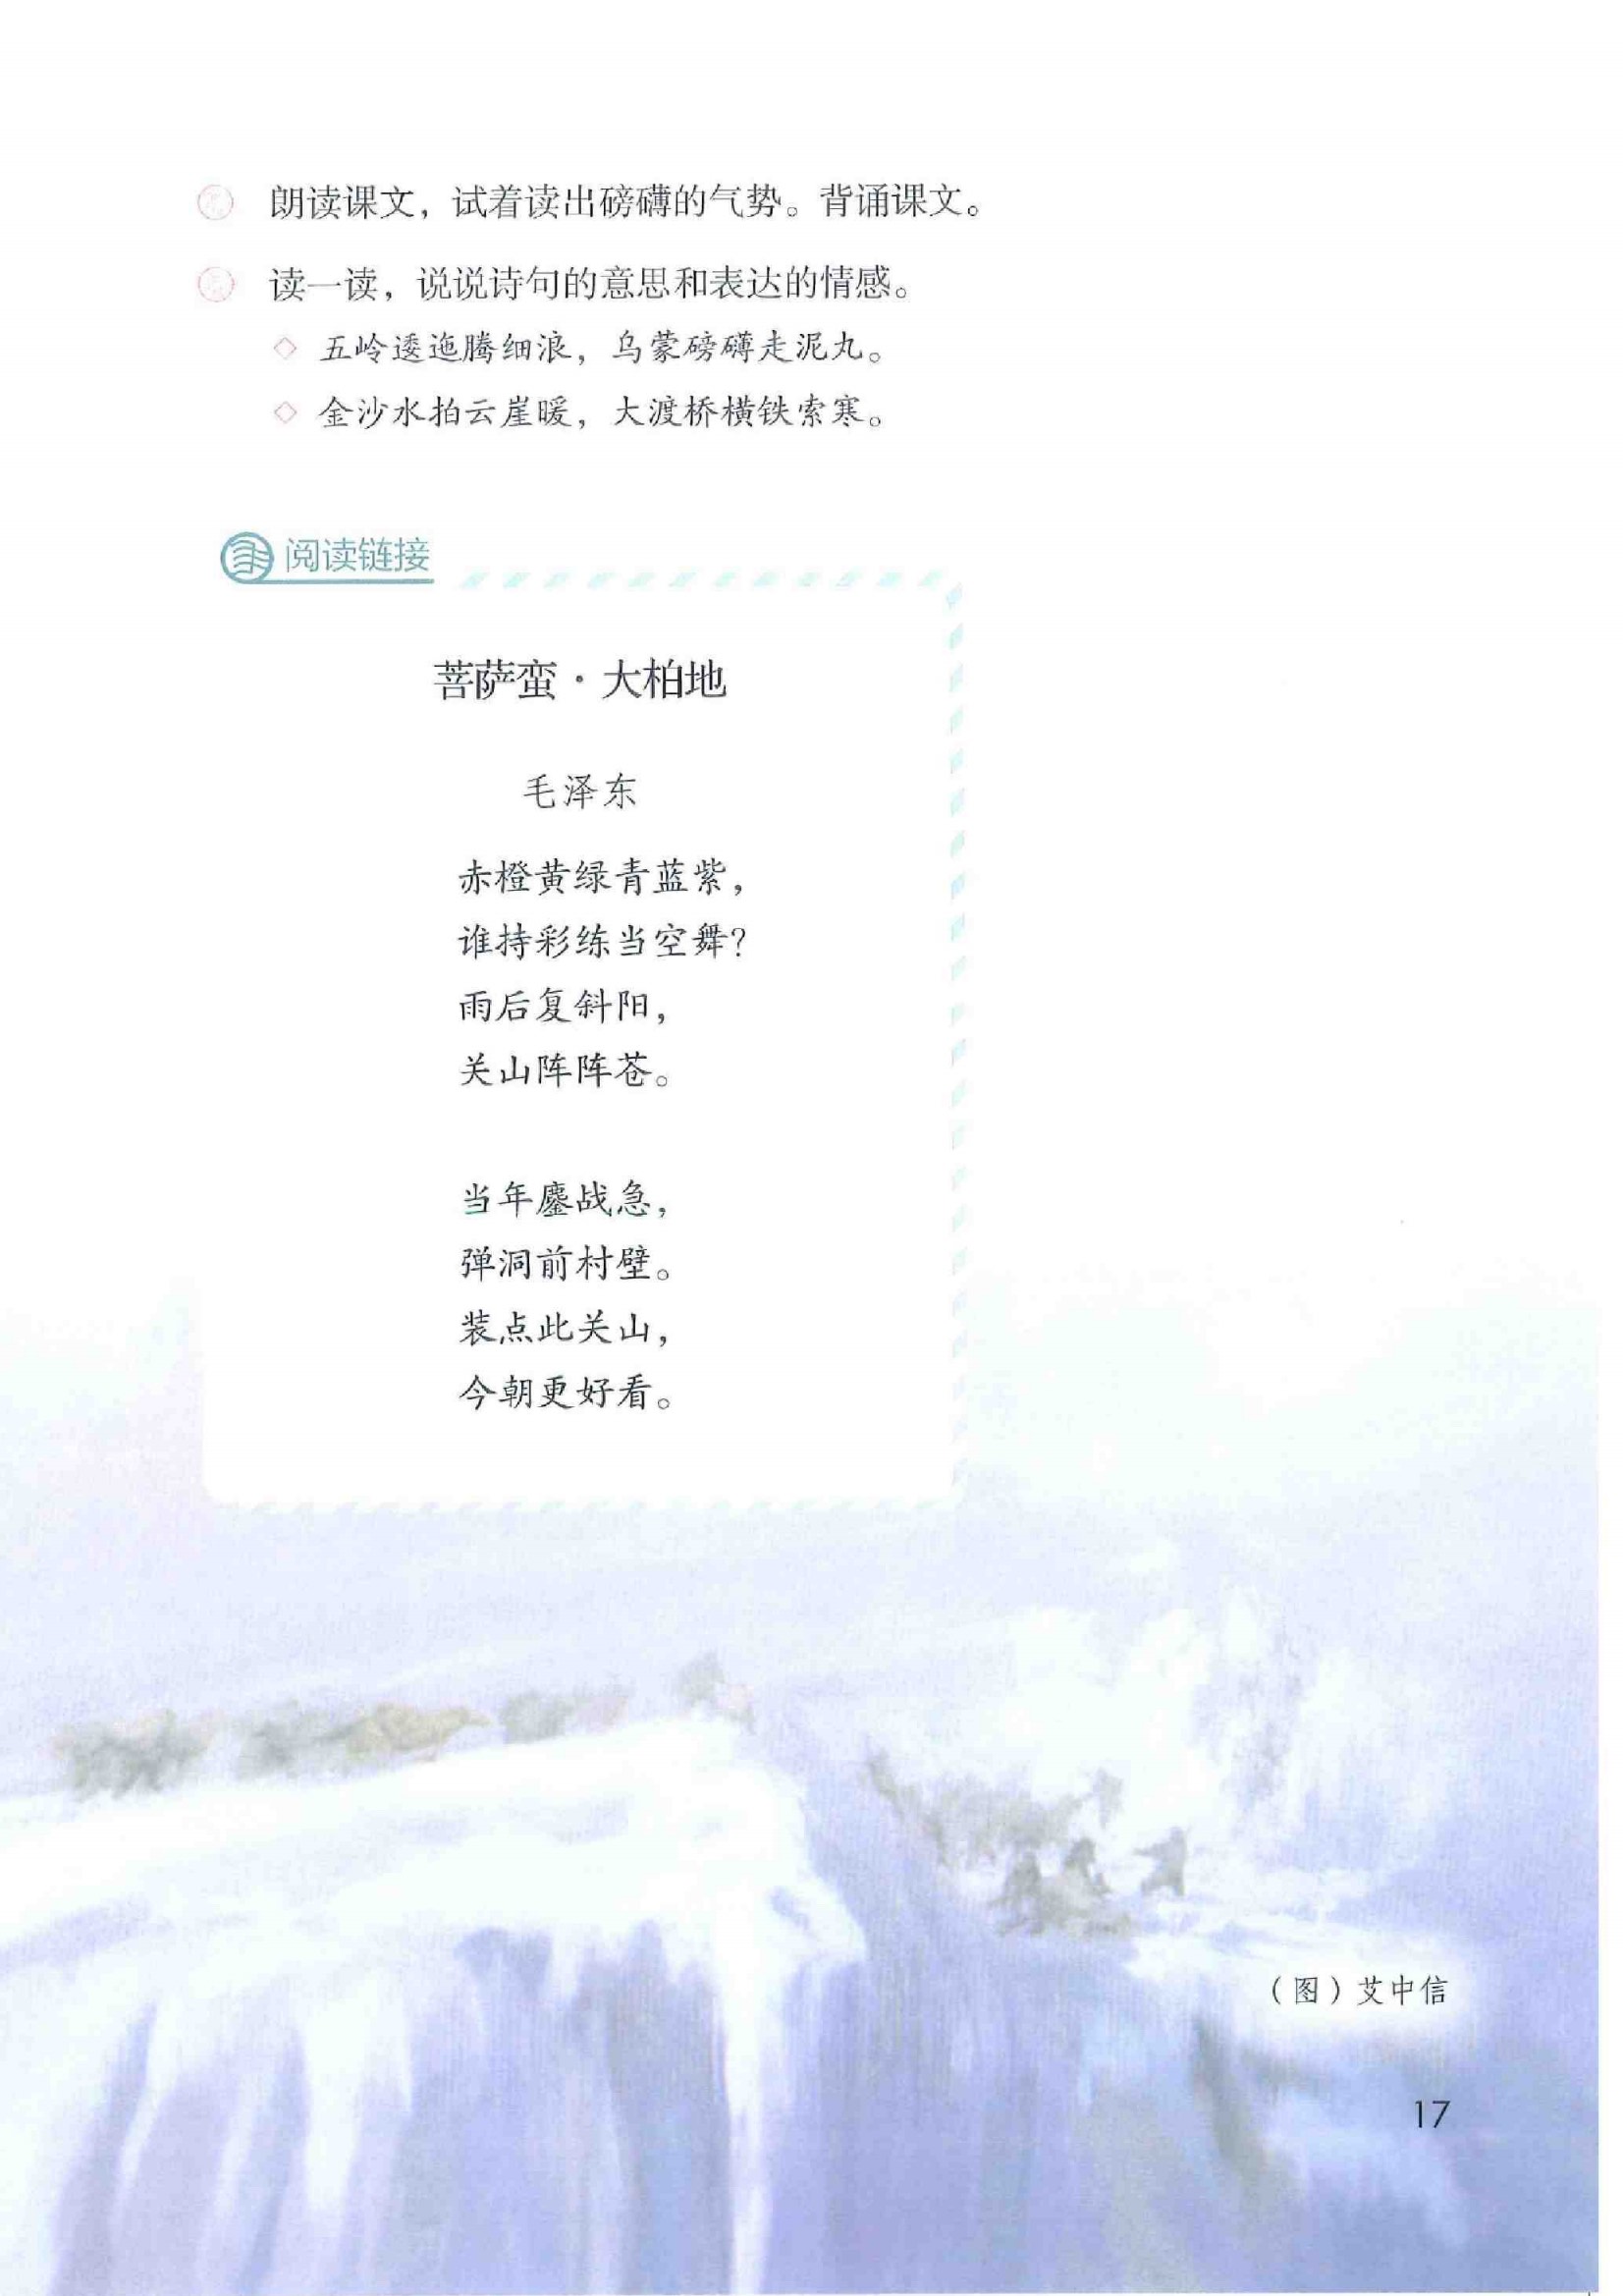 朗读课文，试着读出磅礴的气势。背诵课文。
读一读，说说诗句的意思和表达的情感。
◇ 五岭逶迤腾细浪，乌蒙磅礴走泥丸。
◇ 金沙水拍云崖暖，大渡桥横铁索寒。
阅读链接
菩萨蛮·大柏地
毛泽东
赤橙黄绿青蓝紫，
谁持彩练当空舞？
雨后复斜阳，
关山阵阵苍。
当年鏖战急，
弹洞前村壁。
装点此关山，
今朝更好看。
（图）艾中信
17